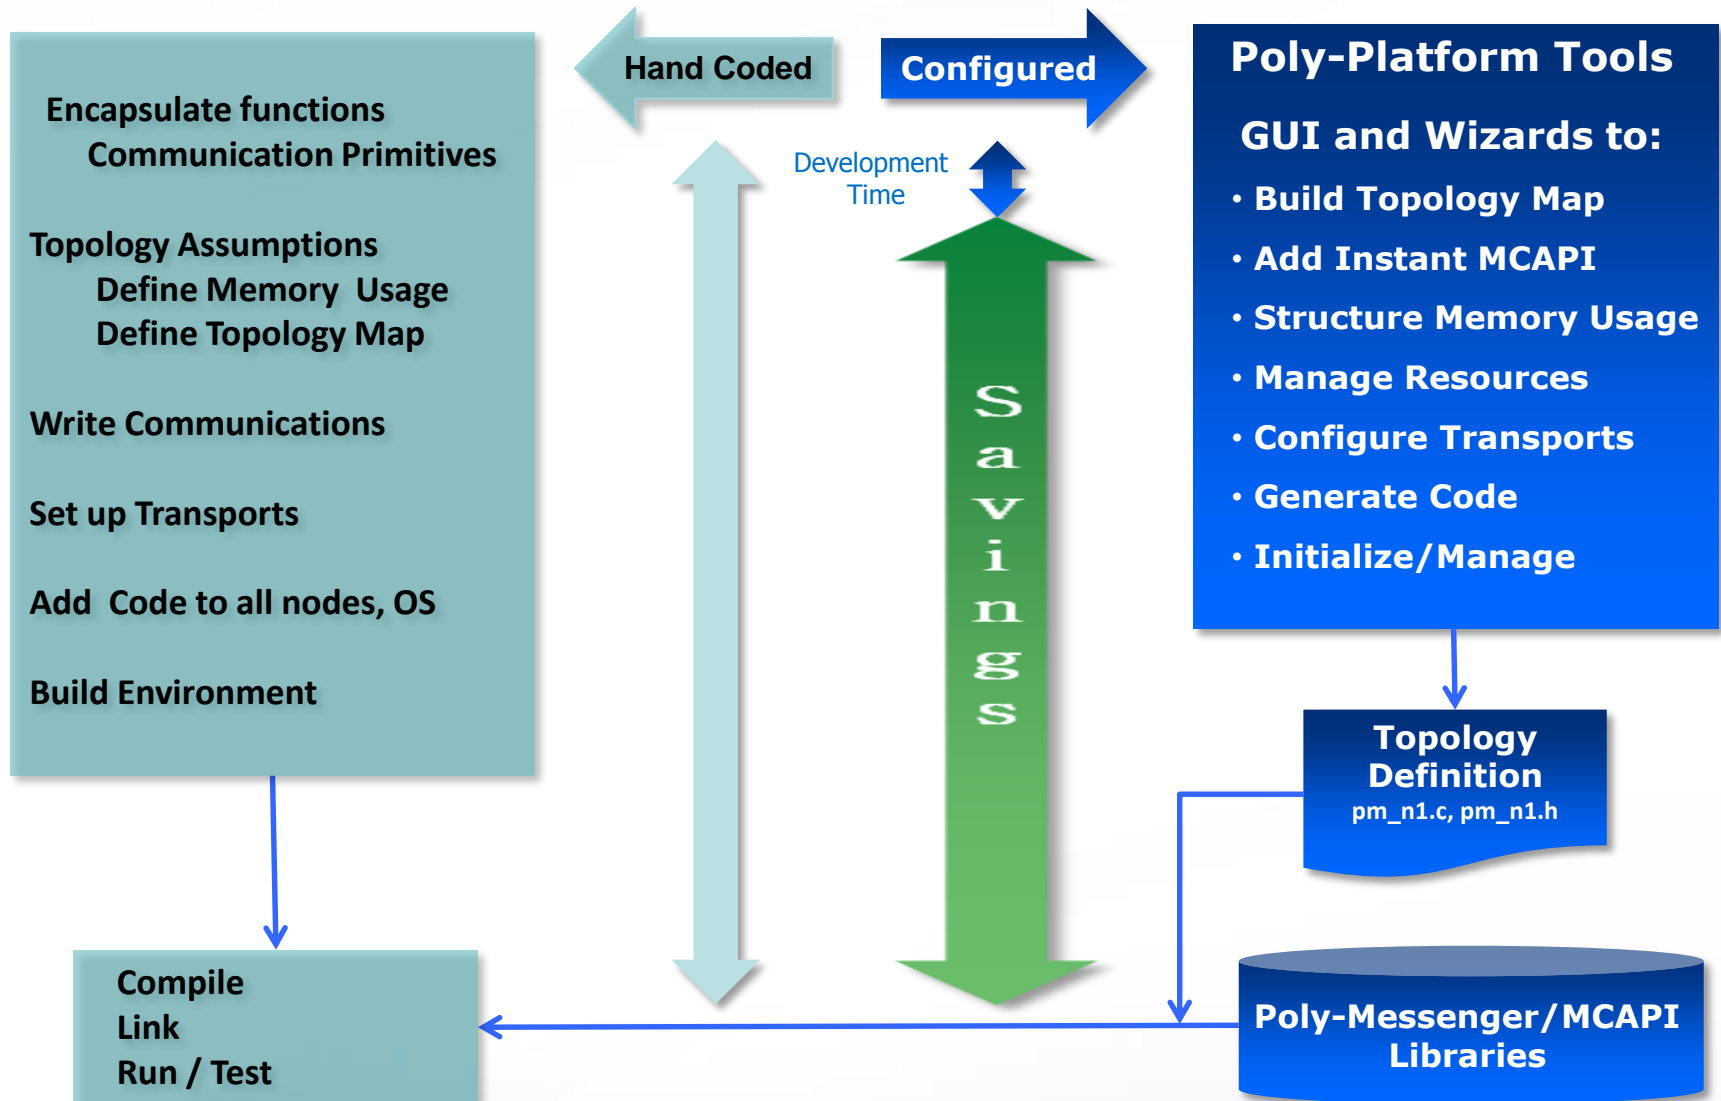 Encapsulate functions
Communication Primitives
Topology Assumptions
Define Memory Usage
Define Topology Map
Write Communications
Set up Transports
Add Code to all nodes, OS
Build Environment
Compile
Link
Run / Test
Hand Coded
Configured
Development
Time
Savings
Poly-Platform Tools
GUI and Wizards to:
• Build Topology Map
• Add Instant MCAPI
• Structure Memory Usage
• Manage Resources
• Configure Transports
• Generate Code
• Initialize/Manage
Topology
Definition
pm_n1.c, pm_n1.h
Poly-Messenger/MCAPI
Libraries